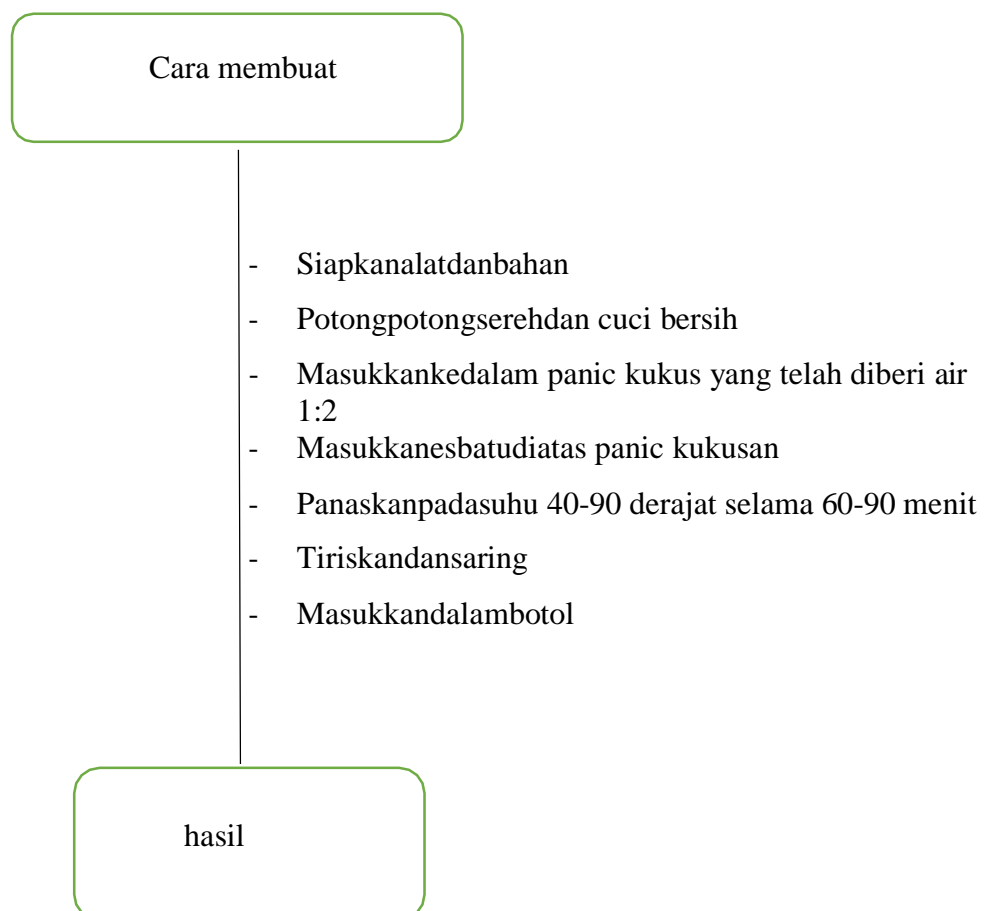 Cara membuat
- Siapkanalatdanbahan
- Potongpotongserehdan cuci bersih
- Masukkankedalam panic kukus yang telah diberi air
1:2
- Masukkanesbatudiatas panic kukusan
- Panaskanpadasuhu 40-90 derajat selama 60-90 menit
- Tiriskandansaring
- Masukkandalambotol
hasil